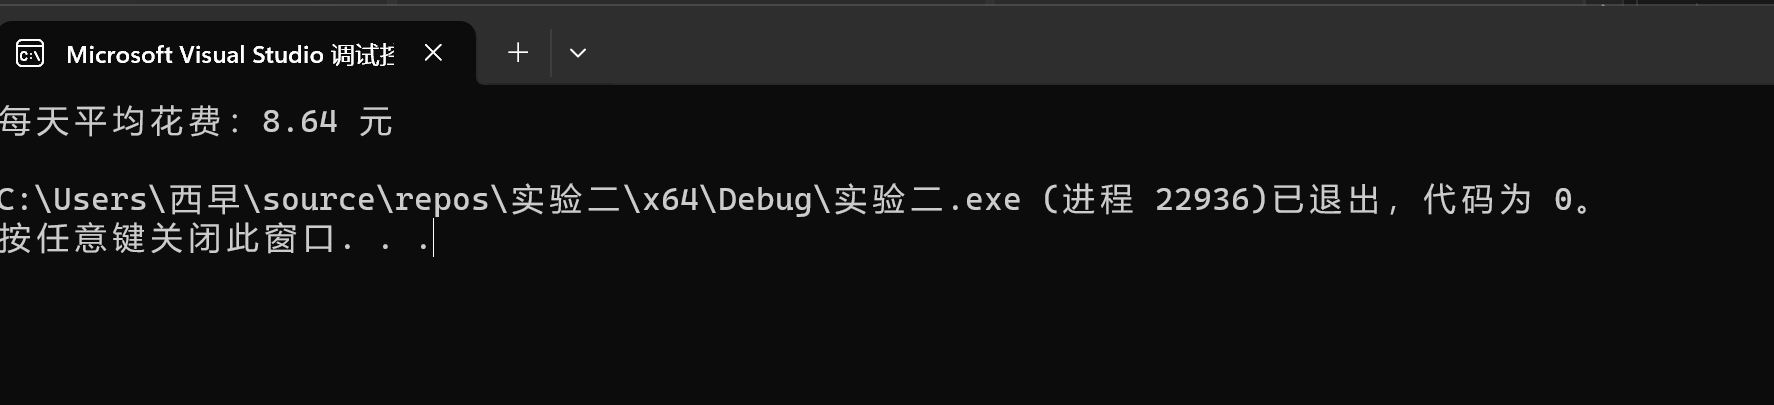 Microsoft Visual Studio 调试
每天平均花费：8.64 元
C:\Users\西早\source\repos\实验二\x64\Debug\实验二.exe (进程 22936)已退出，代码为 0。
按任意键关闭此窗口. . .